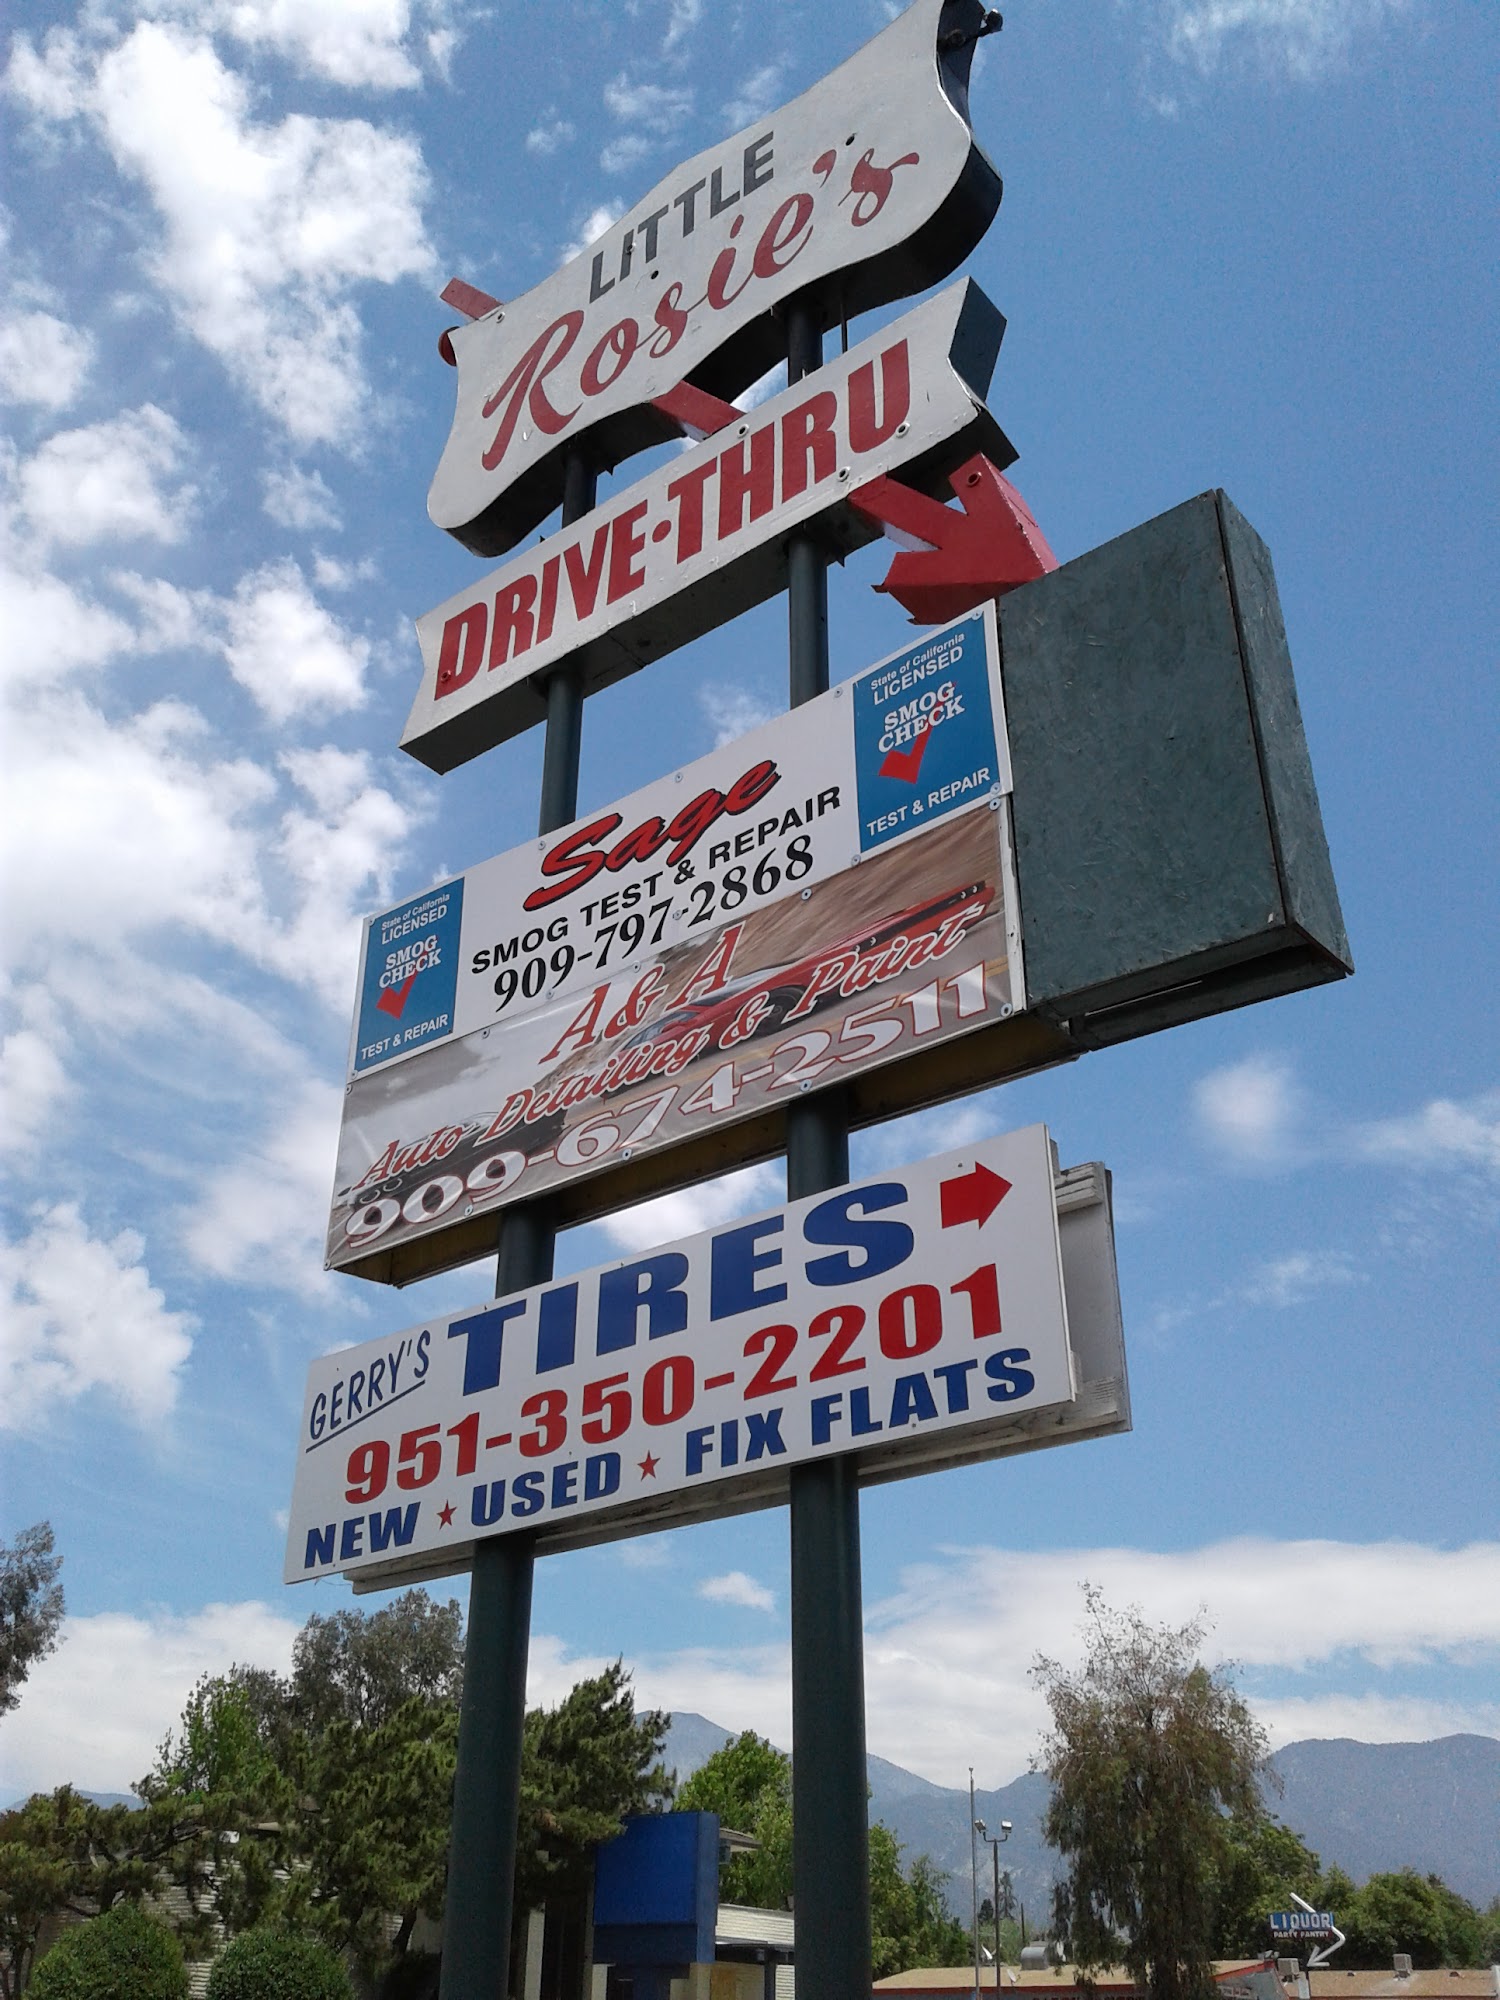 LITTLE
Rosie's
DRIVE·THRU
State of California
LICENSED
SMOG
CHECK
TEST & REPAIR
Sage
SMOG TEST & REPAIR
909-797-2868
State of California
LICENSED
SMOG
CHECK
TEST & REPAIR
A & A
Auto Detailing & Paint
909-674-2511
GERRY'S TIRES
951-350-2201
NEW ★ USED ★ FIX FLATS
LIQUOR
PARTY PANTRY